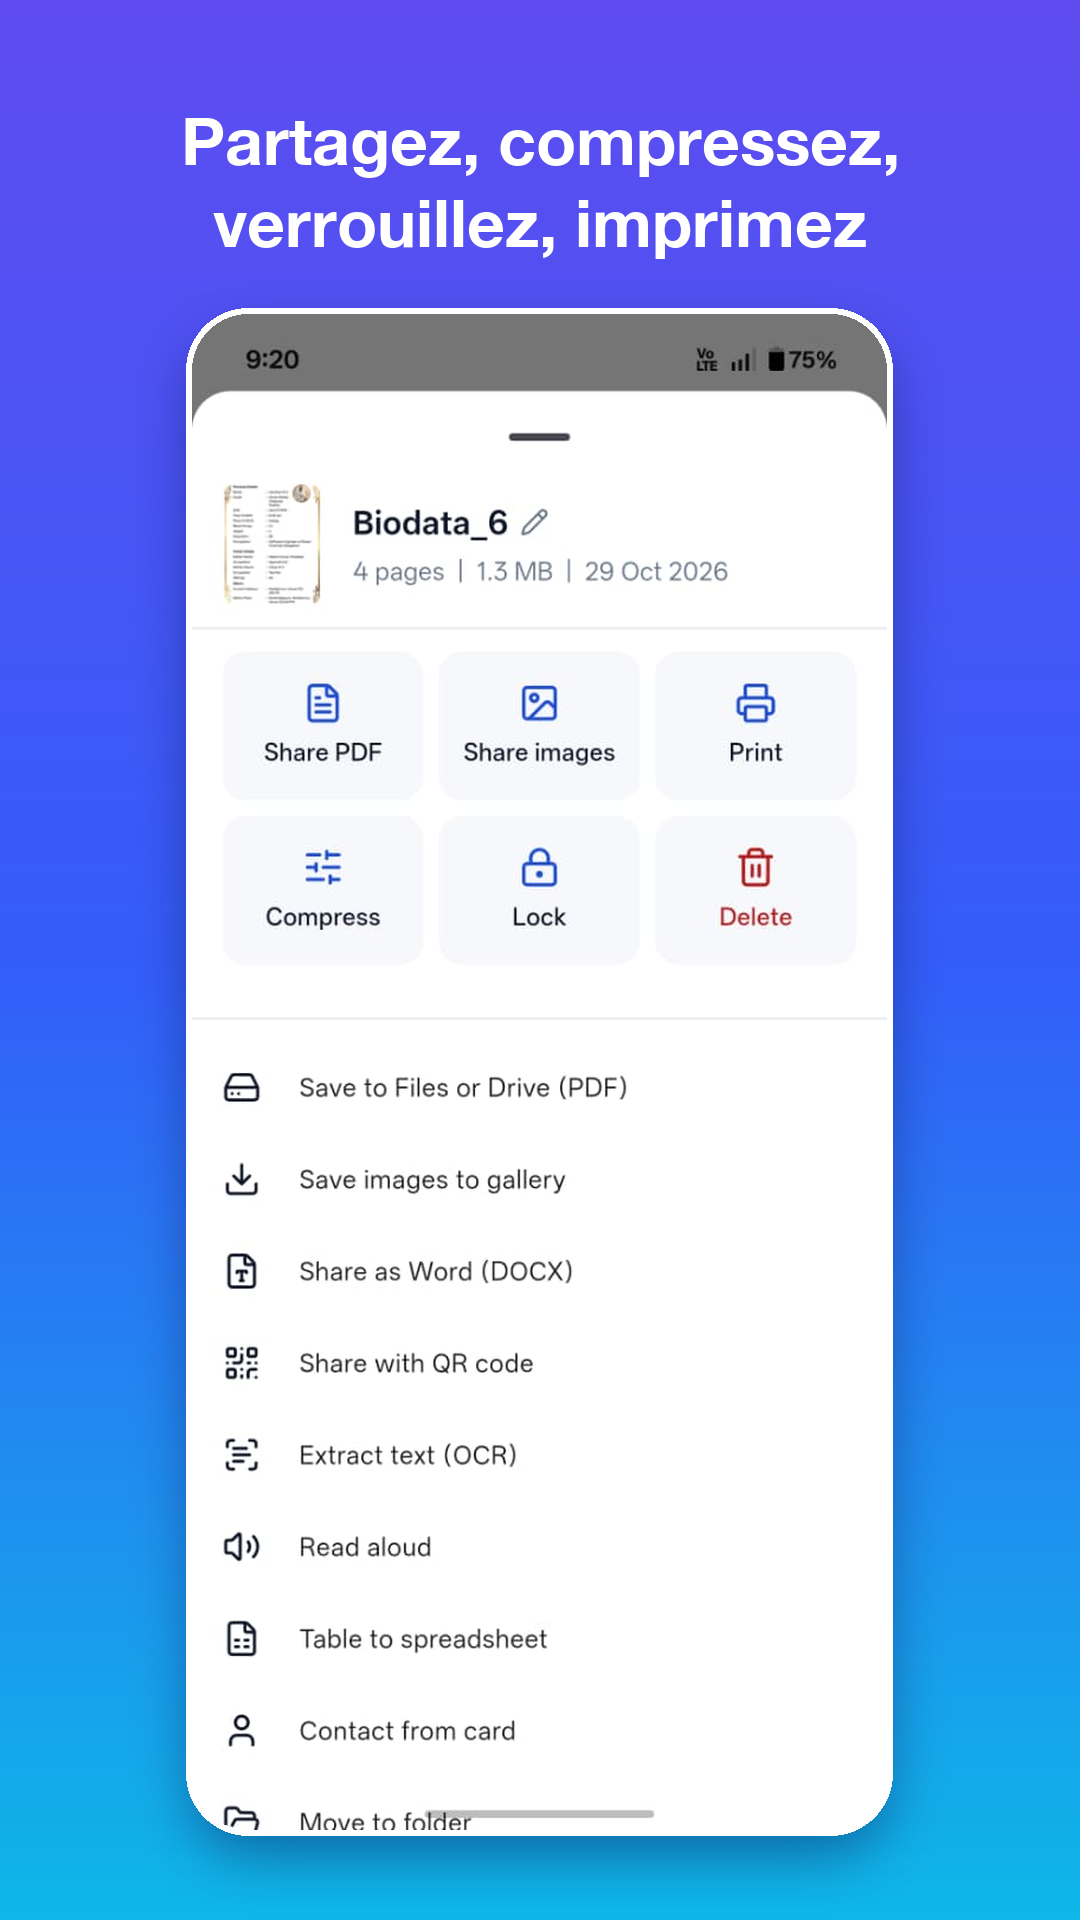 Partagez, compressez,
verrouillez, imprimez
9:20
Vo LTE 75%
Biodata_6
4 pages | 1.3 MB | 29 Oct 2026
Share PDF
Share images
Print
Compress
Lock
Delete
Save to Files or Drive (PDF)
Save images to gallery
Share as Word (DOCX)
Share with QR code
Extract text (OCR)
Read aloud
Table to spreadsheet
Contact from card
Move to folder